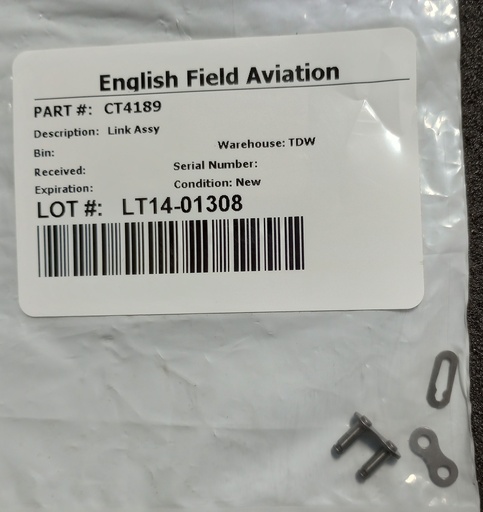 English Field Aviation
PART #: CT4189
Description: Link Assy
Bin:
Warehouse: TDW
Received:
Serial Number:
Expiration:
Condition: New
LOT #: LT14-01308